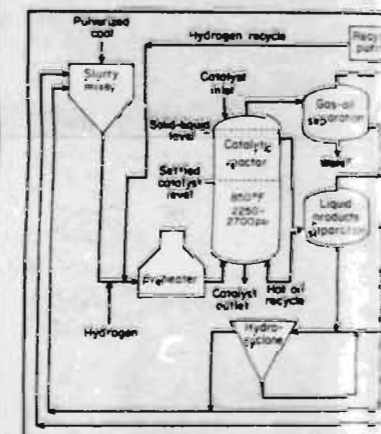 Pulverized
coal
Hydrogen recycle
Slurry
mixer
Catalyst
inlet
Gas-oil
separation
Solid-liquid
level
Catalytic
reactor
Settled
catalyst
level
850°F
2250-
2700psi
Liquid
products
separation
Preheater
Hydrogen
Catalyst
outlet
Hot oil
recycle
Hydro-
cyclone